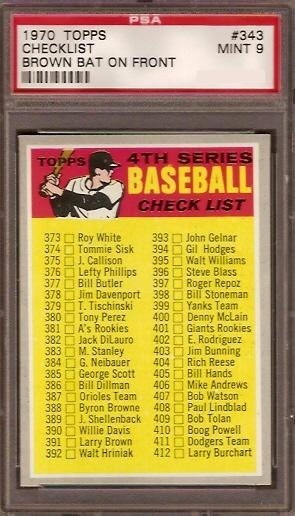 PSA
1970 TOPPS #343
CHECKLIST MINT 9
BROWN BAT ON FRONT
TOPPS 4TH SERIES
BASEBALL
CHECK LIST
373 Roy White
374 Tommie Sisk
375 J. Callison
376 Lefty Phillips
377 Bill Butler
378 Jim Davenport
379 T. Tischinski
380 Tony Perez
381 A's Rookies
382 Jack DiLauro
383 M. Stanley
384 G. Neibauer
385 George Scott
386 Bill Dillman
387 Orioles Team
388 Byron Browne
389 J. Shellenback
390 Willie Davis
391 Larry Brown
392 Walt Hriniak
393 John Gelnar
394 Gil Hodges
395 Walt Williams
396 Steve Blass
397 Roger Repoz
398 Bill Stoneman
399 Yanks Team
400 Denny McLain
401 Giants Rookies
402 E. Rodriguez
403 Jim Bunning
404 Rich Reese
405 Bill Hands
406 Mike Andrews
407 Bob Watson
408 Paul Lindblad
409 Bob Tolan
410 Boog Powell
411 Dodgers Team
412 Larry Burchart